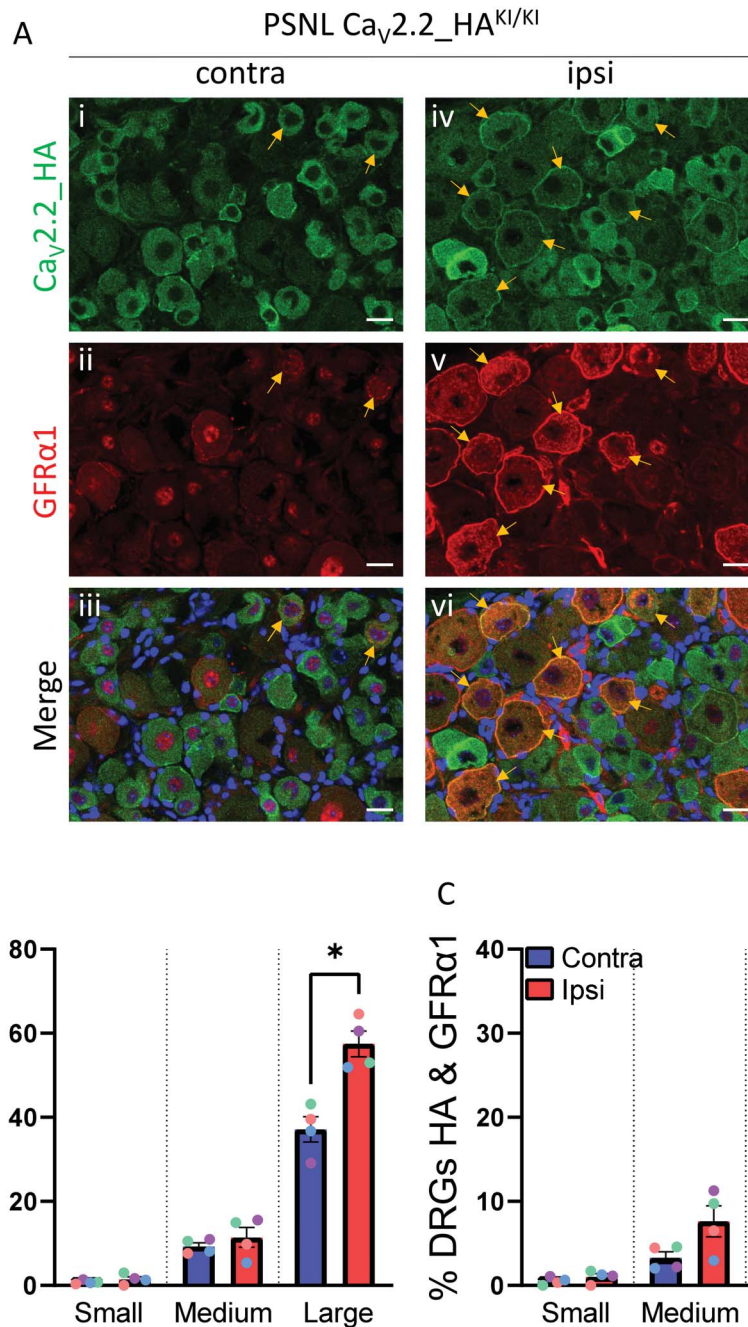 A
PSNL CaV2.2_HAKI/KI
contra
ipsi
CaV2.2_HA
i
iv
GFRα1
ii
v
Merge
iii
vi
C
80
60
40
20
0
*
Small
Medium
Large
% DRGs HA & GFRα1
40
30
20
10
0
Contra
Ipsi
Small
Medium